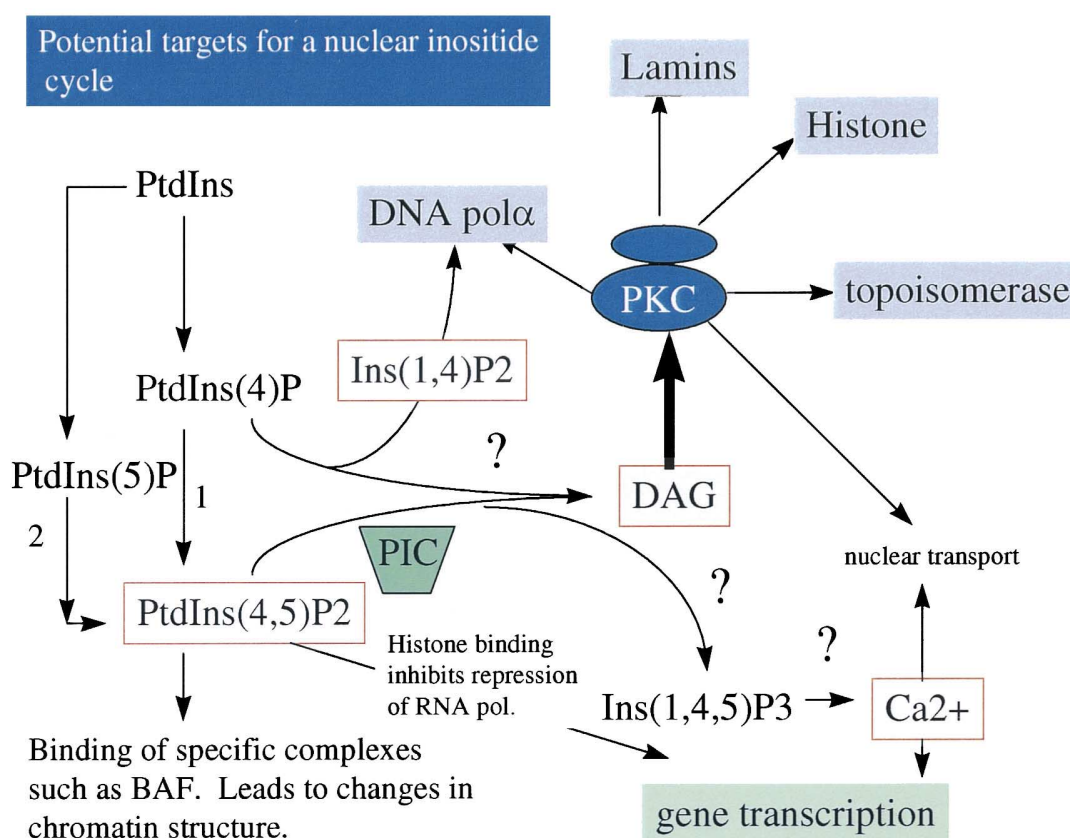 Potential targets for a nuclear inositide
cycle
Lamins
Histone
PtdIns
DNA polα
PKC
topoisomerase
Ins(1,4)P2
PtdIns(4)P
?
PtdIns(5)P
1
DAG
2
PIC
nuclear transport
?
PtdIns(4,5)P2
Histone binding
inhibits repression
of RNA pol.
?
Ins(1,4,5)P3
Ca2+
Binding of specific complexes
such as BAF. Leads to changes in
chromatin structure.
gene transcription